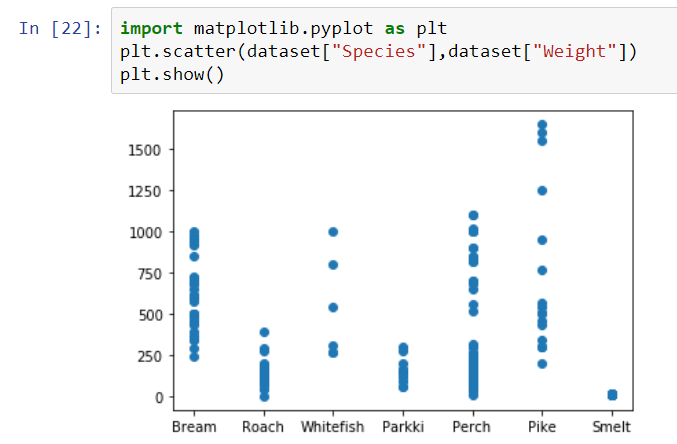 In [22]: import matplotlib.pyplot as plt
plt.scatter(dataset["Species"],dataset["Weight"])
plt.show()
1500
1250
1000
750
500
250
0
Bream Roach Whitefish Parkki Perch Pike Smelt